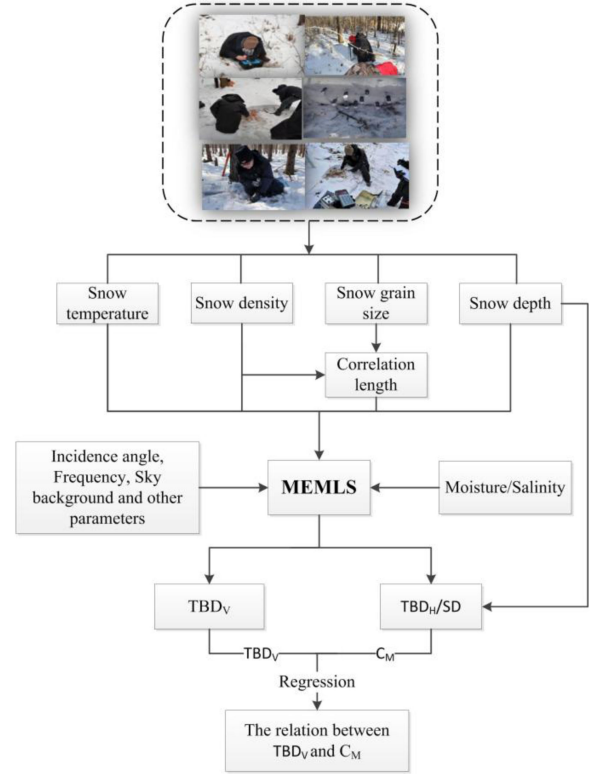 Snow
temperature
Snow density
Snow grain
size
Snow depth
Correlation
length
Incidence angle,
Frequency, Sky
background and other
parameters
MEMLS
Moisture/Salinity
TBDV
TBDH/SD
TBDV
CM
Regression
The relation between
TBDV and CM